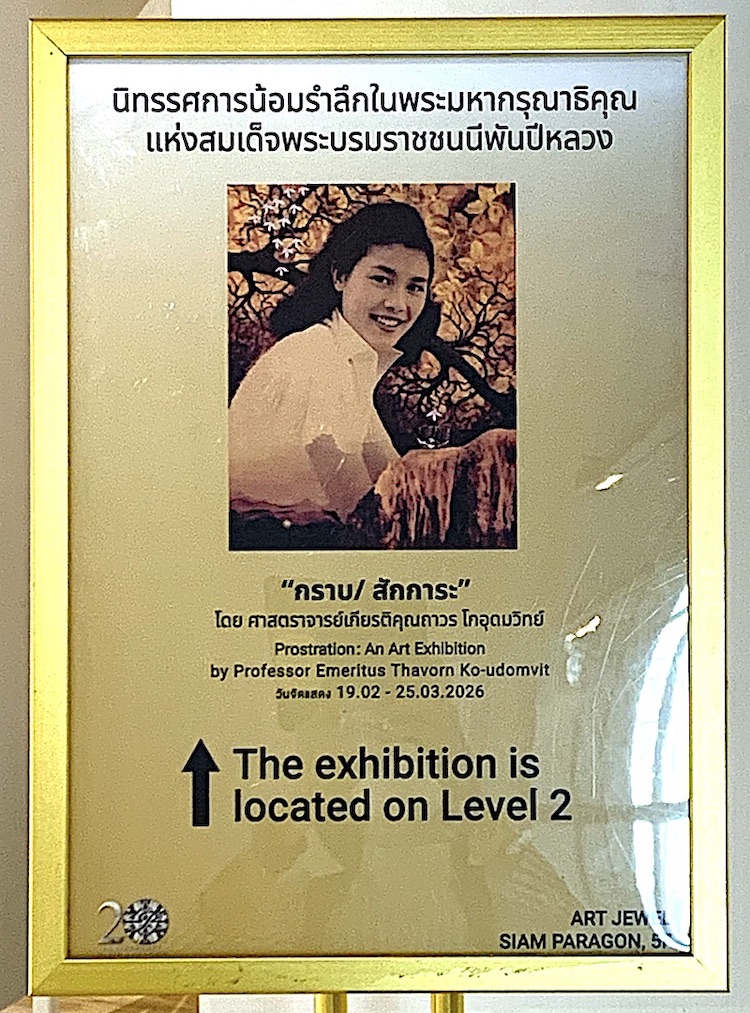 นิทรรศการน้อมรำลึกในพระมหากรุณาธิคุณ
แห่งสมเด็จพระบรมราชชนนีพันปีหลวง
“กราบ/ สักการะ”
โดย ศาสตราจารย์เกียรติคุณถาวร โกอุดมวิทย์
Prostration: An Art Exhibition
by Professor Emeritus Thavorn Ko-udomvit
วันจัดแสดง 19.02 - 25.03.2026
The exhibition is
located on Level 2
20
ART
SIAM PARAGON,